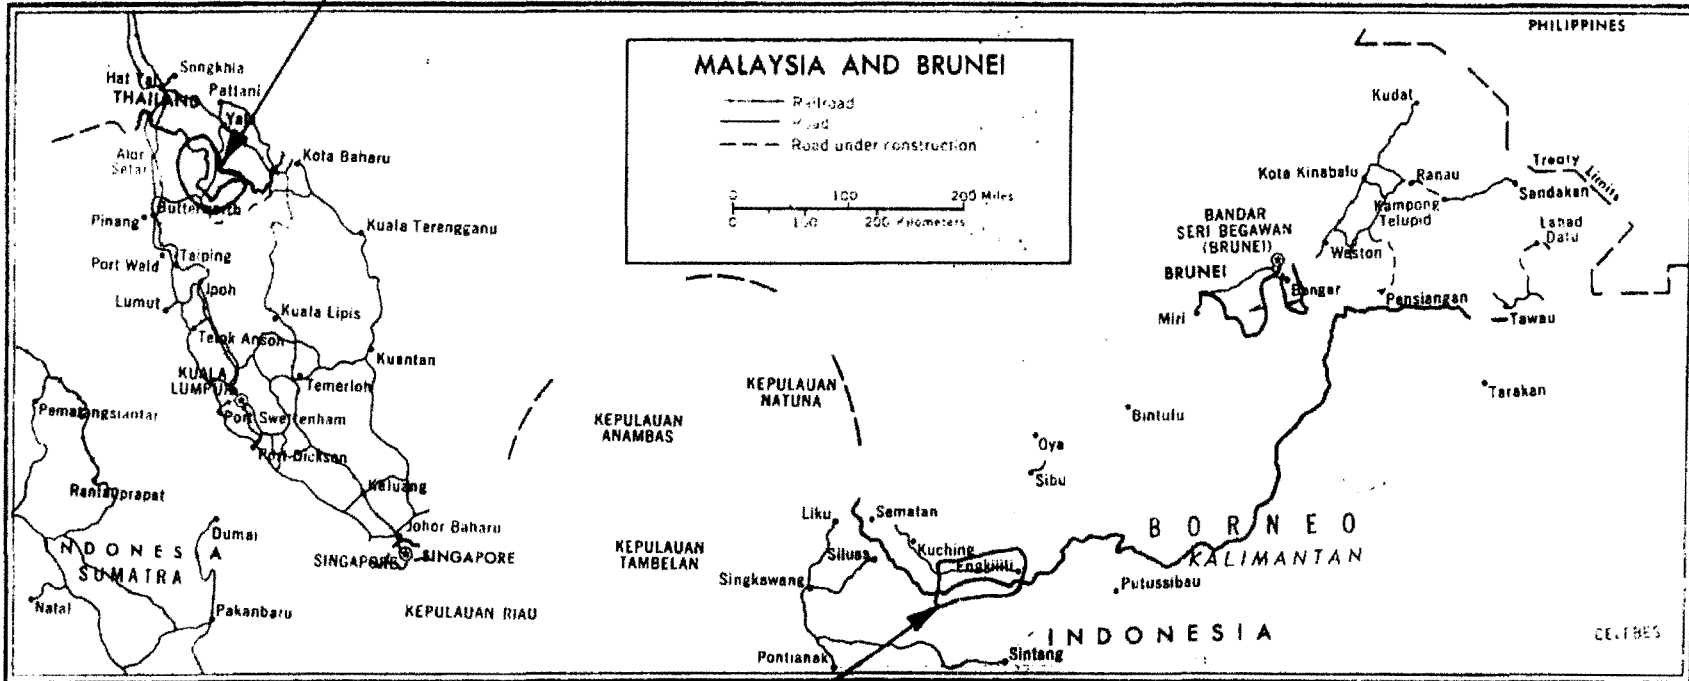 PHILIPPINES
MALAYSIA AND BRUNEI
Railroad
Road
Road under construction
0 100 200 Miles
0 100 200 Kilometers
Hat Yai
Songkhla
THAILAND
Pattani
Yala
Alor
Setar
Kota Baharu
Butterworth
Pinang
Kuala Terengganu
Port Weld
Taiping
Lumut
Ipoh
Kuala Lipis
Telok Anson
Kuantan
KUALA
LUMPUR
Temerloh
Port Swettenham
Port Dickson
Keluang
Johor Baharu
SINGAPORE
SINGAPORE
Pematangsiantar
Rantauprapat
Dumai
INDONESIA
SUMATRA
Natal
Pakanbaru
KEPULAUAN RIAU
KEPULAUAN
ANAMBAS
KEPULAUAN
NATUNA
KEPULAUAN
TAMBELAN
Kudat
Kota Kinabalu
Ranau
Kampong
Telupid
Sandakan
Treaty Limits
Lahad
Datu
BANDAR
SERI BEGAWAN
(BRUNEI)
Weston
BRUNEI
Bangar
Miri
Pensiangan
Tawau
Tarakan
Bintulu
Oya
Sibu
Liku
Sematan
Kuching
Siluas
Engkilili
Singkawang
BORNEO
KALIMANTAN
Putussibau
INDONESIA
Pontianak
Sintang
CELEBES